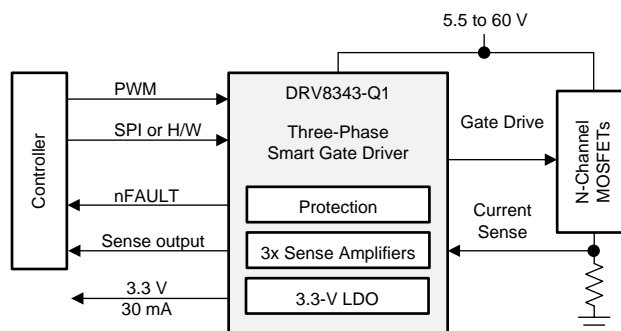 5.5 to 60 V
PWM
SPI or H/W
nFAULT
Sense output
3.3 V
30 mA
Controller
DRV8343-Q1
Three-Phase
Smart Gate Driver
Protection
3x Sense Amplifiers
3.3-V LDO
Gate Drive
Current
Sense
N-Channel
MOSFETs